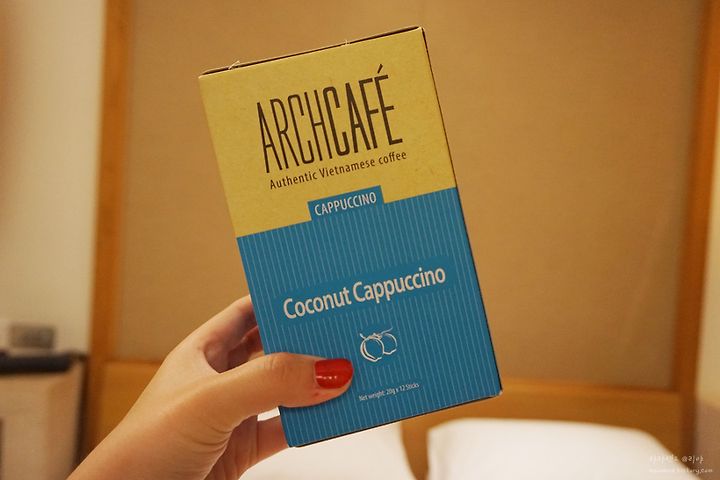 ARCHCAFÉ
Authentic Vietnamese coffee
CAPPUCCINO
Coconut Cappuccino
Net weight: 20g x 12 Sticks